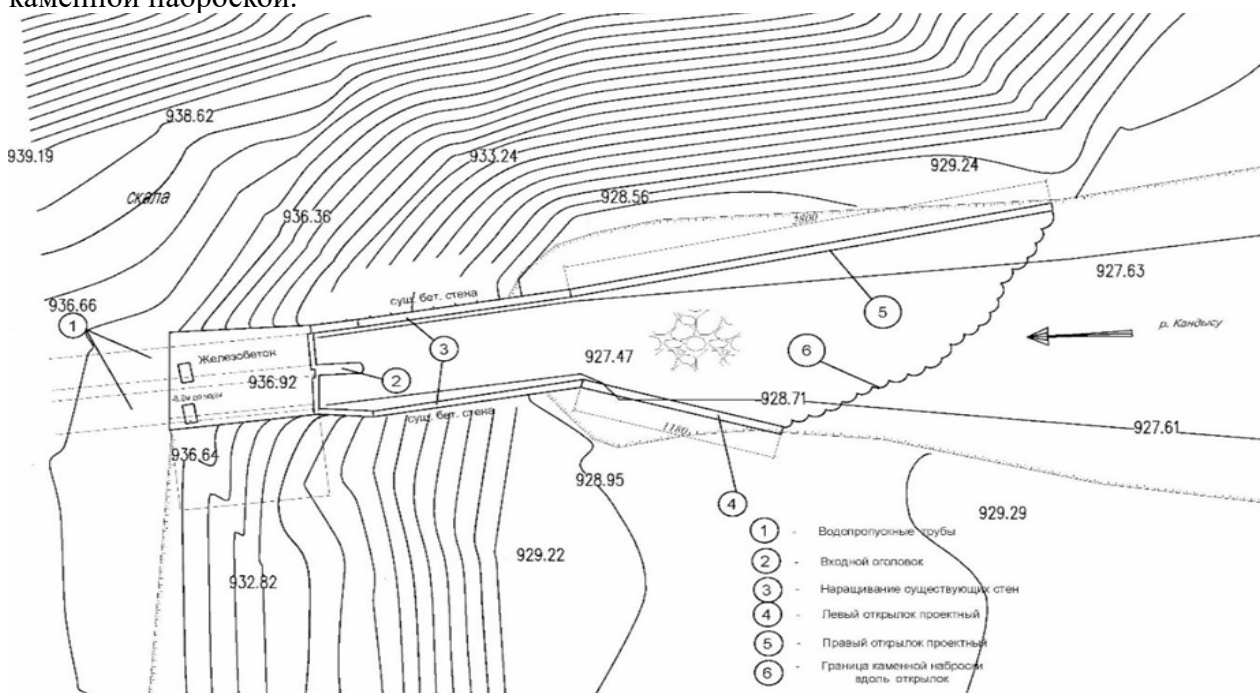 каменной наброской.
938.62
939.19
933.24
929.24
скала
928.56
936.36
2800
927.63
936.66
1
сущ. бет. стена
5
р. Кандысу
Железобетон
3
927.47
6
936.92
2
928.71
сущ. бет. стена
927.61
1180
936.64
928.95
4
929.29
929.22
932.82
1 - Водопропускные трубы
2 - Входной оголовок
3 - Наращивание существующих стен
4 - Левый открылок проектный
5 - Правый открылок проектный
6 - Граница каменной наброски
вдоль открылок